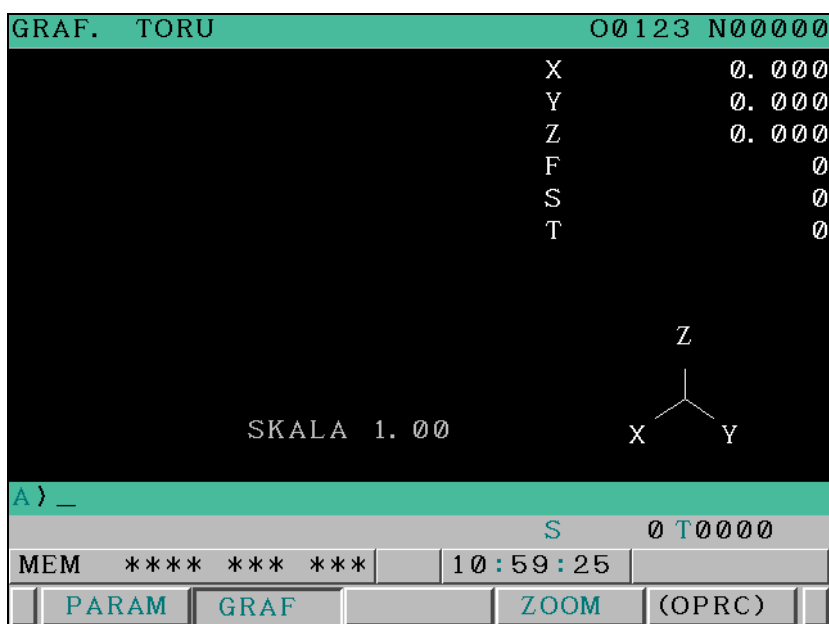 GRAF. TORU O0123 N00000
X 0.000
Y 0.000
Z 0.000
F 0
S 0
T 0
Z
X Y
SKALA 1.00
A>_
S 0 T0000
MEM **** *** *** 10:59:25
PARAM GRAF ZOOM (OPRC)